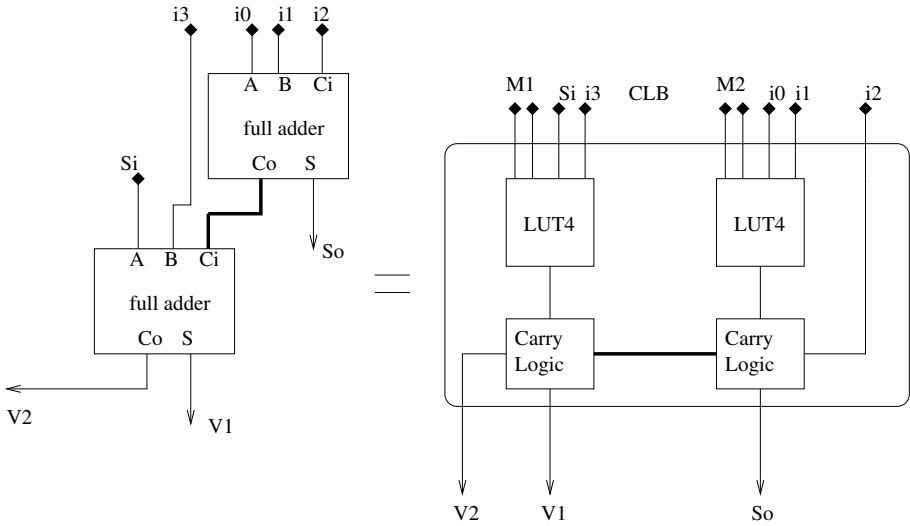 i3 i0 i1 i2
A B Ci
full adder
Co S
Si
So
A B Ci
full adder
Co S
V2
V1
M1 Si i3 CLB M2 i0 i1 i2
LUT4 LUT4
Carry Logic
Carry Logic
V2 V1 So